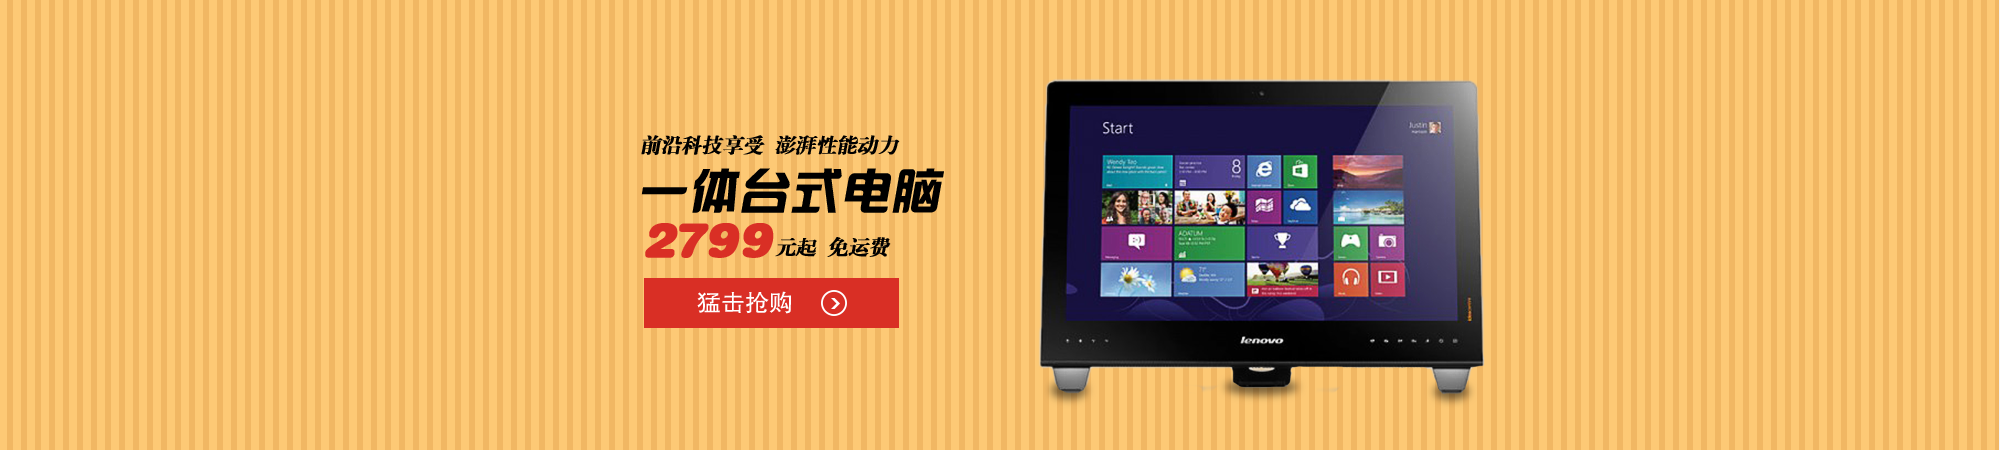 前沿科技享受 澎湃性能动力
一体台式电脑
2799元起 免运费
猛击抢购
Start
Justin
Wendy Teo
8
ADATUM
71°
lenovo